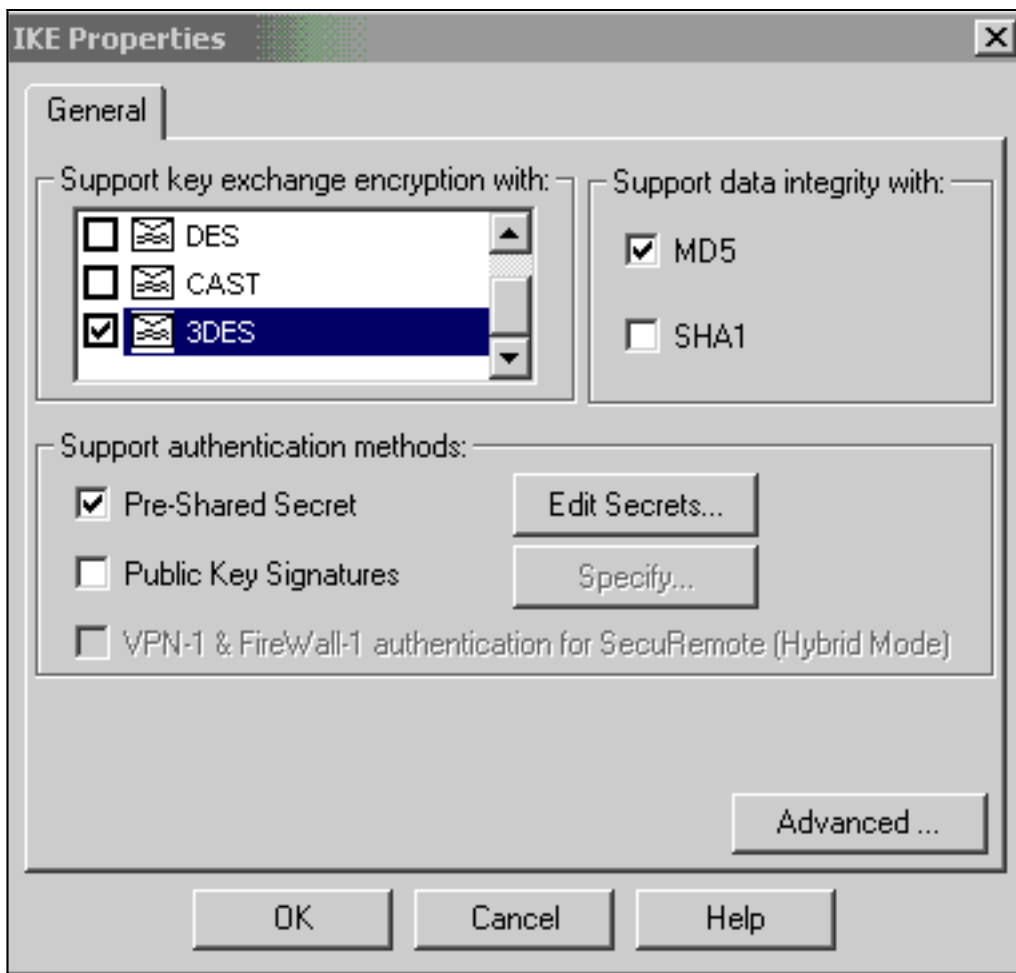 IKE Properties
General
Support key exchange encryption with:
DES
CAST
3DES
Support data integrity with:
MD5
SHA1
Support authentication methods:
Pre-Shared Secret
Edit Secrets...
Public Key Signatures
Specify...
VPN-1 & FireWall-1 authentication for SecuRemote (Hybrid Mode)
Advanced ...
OK
Cancel
Help